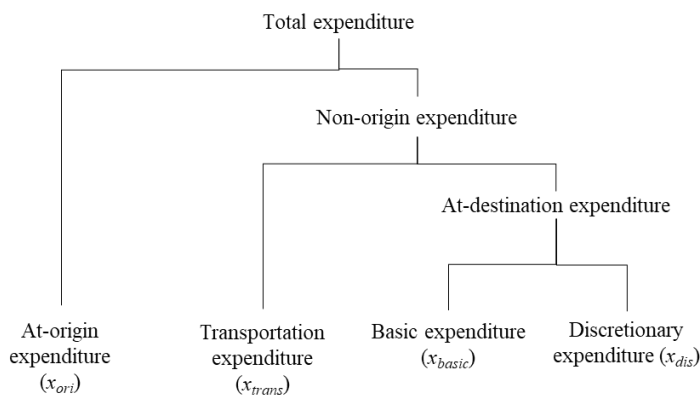 Total expenditure
Non-origin expenditure
At-destination expenditure
At-origin
expenditure
(x_ori)
Transportation
expenditure
(x_trans)
Basic expenditure
(x_basic)
Discretionary
expenditure (x_dis)